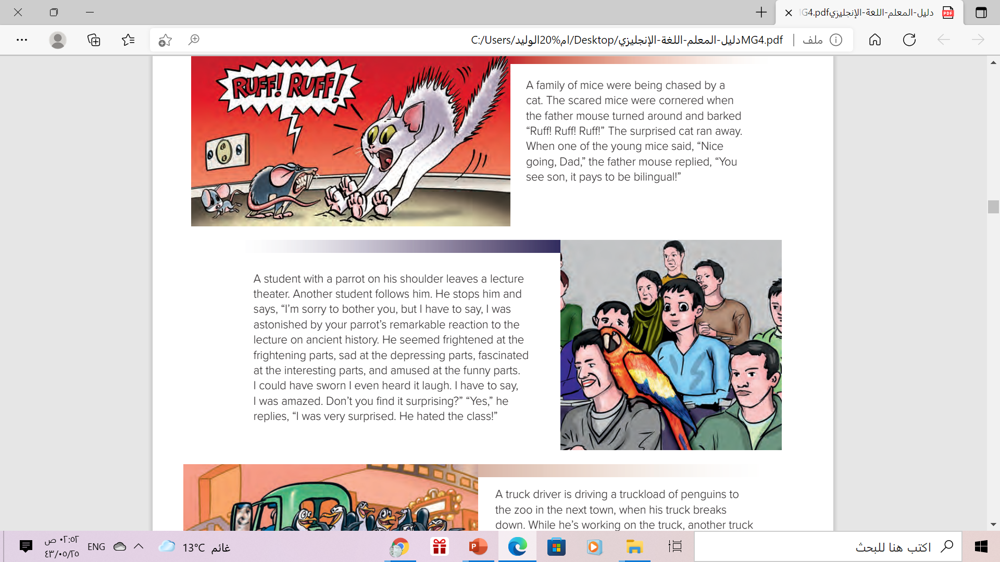 دليل-المعلم-اللغة-الإنجليزيMG4.pdf
C:/Users/ام%20الوليد/Desktop/دليل-المعلم-اللغة-الإنجليزيMG4.pdf
ملف
RUFF! RUFF!
A family of mice were being chased by a
cat. The scared mice were cornered when
the father mouse turned around and barked
“Ruff! Ruff! Ruff!” The surprised cat ran away.
When one of the young mice said, “Nice
going, Dad,” the father mouse replied, “You
see son, it pays to be bilingual!”
A student with a parrot on his shoulder leaves a lecture
theater. Another student follows him. He stops him and
says, “I’m sorry to bother you, but I have to say, I was
astonished by your parrot’s remarkable reaction to the
lecture on ancient history. He seemed frightened at the
frightening parts, sad at the depressing parts, fascinated
at the interesting parts, and amused at the funny parts.
I could have sworn I even heard it laugh. I have to say,
I was amazed. Don’t you find it surprising?” “Yes,” he
replies, “I was very surprised. He hated the class!”
A truck driver is driving a truckload of penguins to
the zoo in the next town, when his truck breaks
down. While he’s working on the truck, another truck
٠٢:٥٢ ص
٤٣/٠٥/٢٥
ENG
13°C غائم
اكتب هنا للبحث